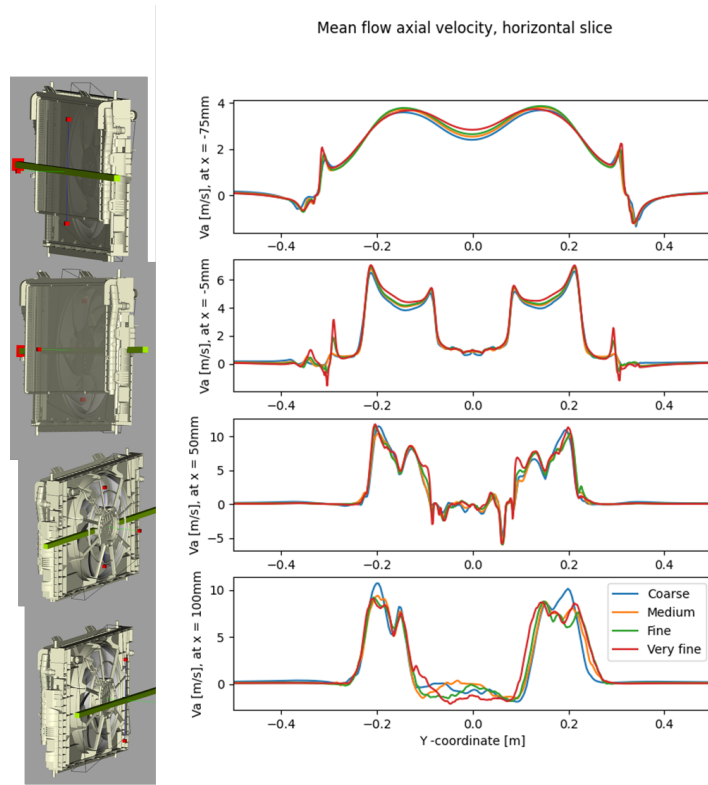 Mean flow axial velocity, horizontal slice
Va [m/s], at x = -75mm
4
2
0
−0.4 −0.2 0.0 0.2 0.4
Va [m/s], at x = -5mm
6
4
2
0
−0.4 −0.2 0.0 0.2 0.4
Va [m/s], at x = 50mm
10
5
0
−5
−0.4 −0.2 0.0 0.2 0.4
Va [m/s], at x = 100mm
10
5
0
Coarse
Medium
Fine
Very fine
−0.4 −0.2 0.0 0.2 0.4
Y -coordinate [m]